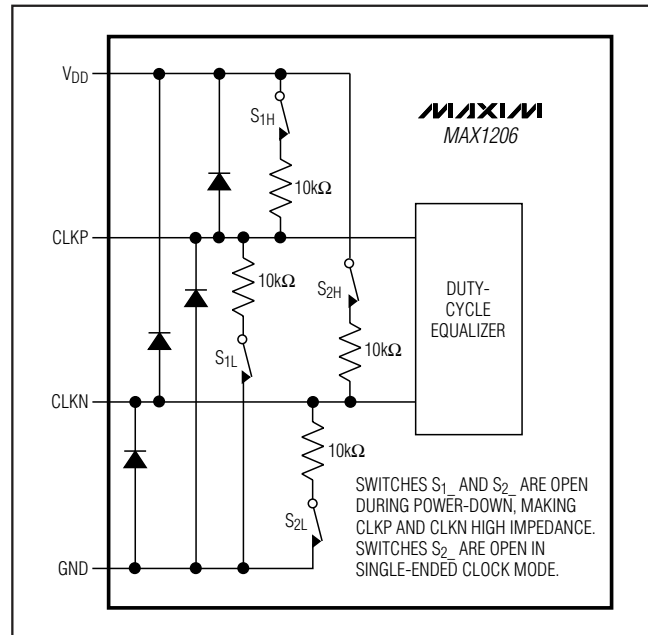 VDD
S1H
MAXIM
MAX1206
10kΩ
CLKP
10kΩ
S2H
DUTY-
CYCLE
EQUALIZER
S1L
10kΩ
CLKN
10kΩ
SWITCHES S1_ AND S2_ ARE OPEN
DURING POWER-DOWN, MAKING
CLKP AND CLKN HIGH IMPEDANCE.
SWITCHES S2_ ARE OPEN IN
SINGLE-ENDED CLOCK MODE.
S2L
GND